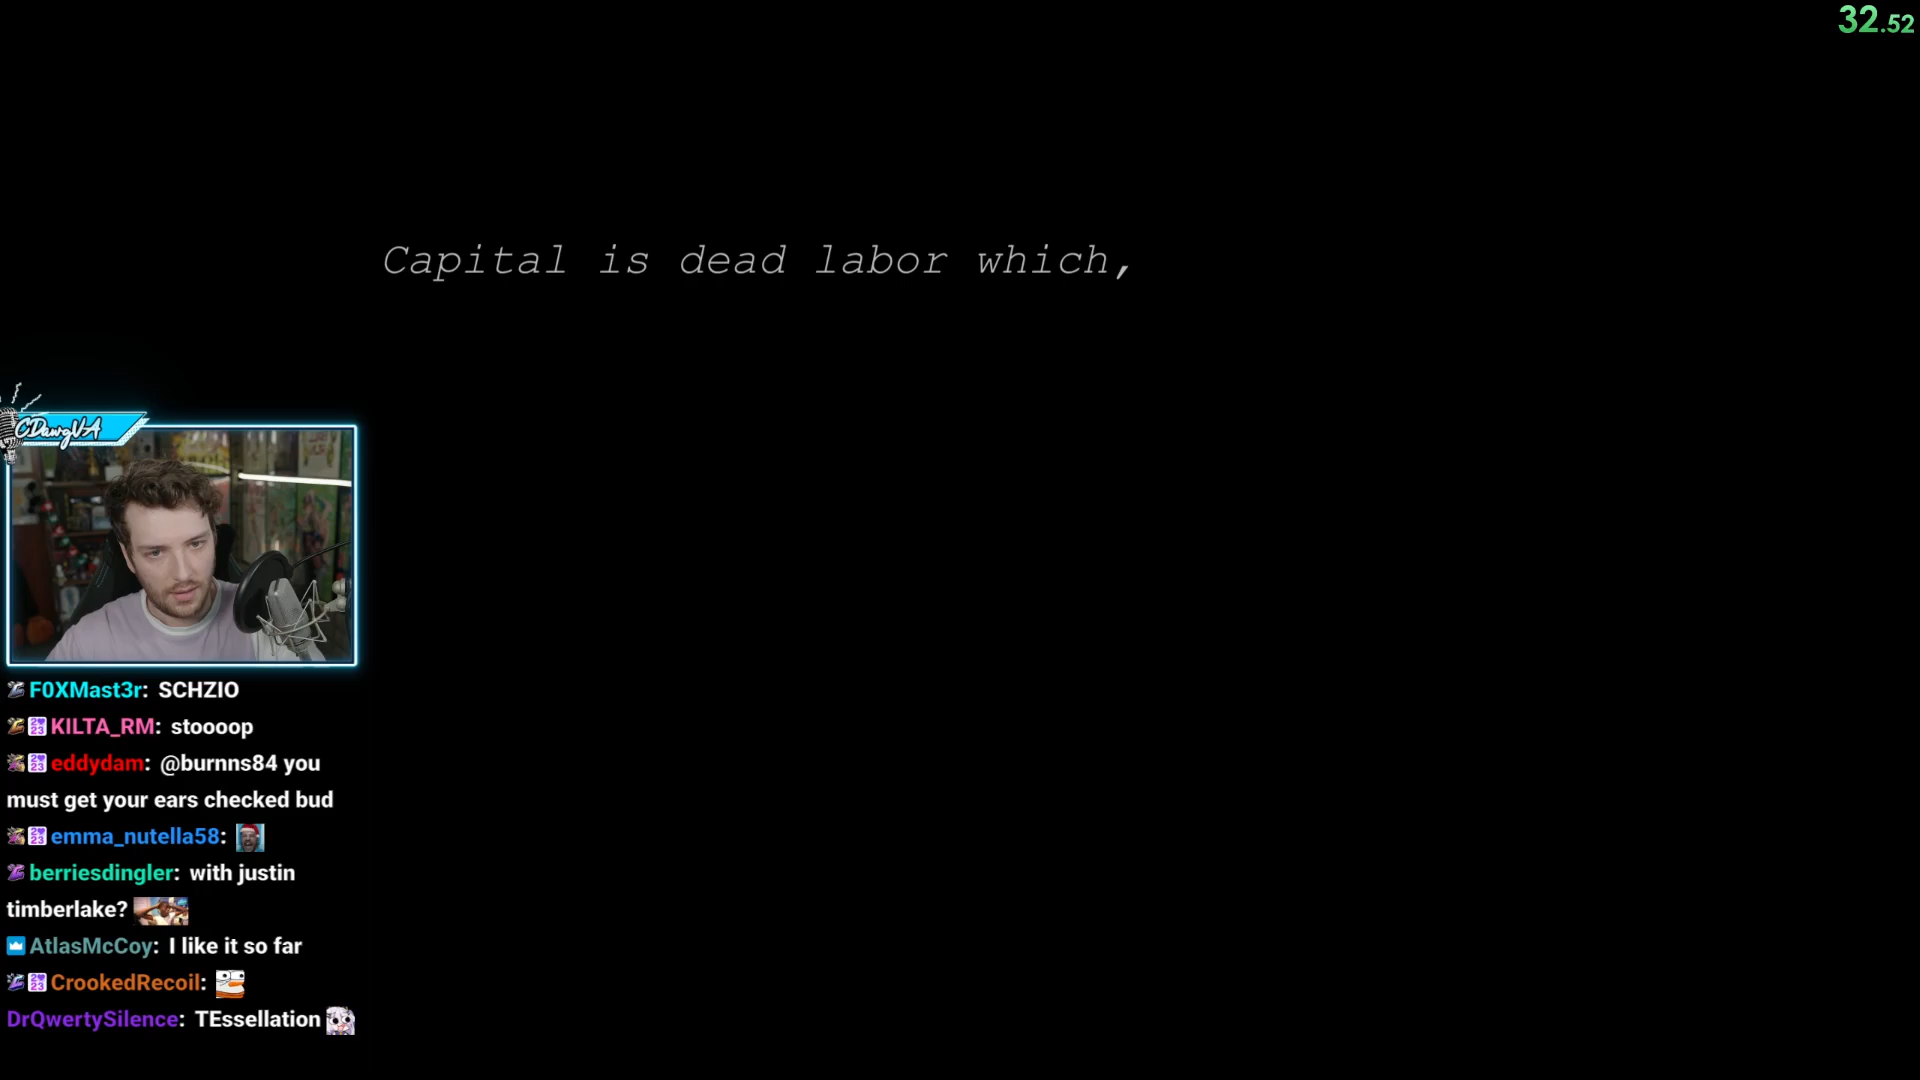 32.52
Capital is dead labor which,
CDawgVA
F0XMast3r: SCHZIO
KILTA_RM: stoooop
eddydam: @burnns84 you
must get your ears checked bud
emma_nutella58:
berriesdingler: with justin
timberlake?
AtlasMcCoy: I like it so far
CrookedRecoil:
DrQwertySilence: TEssellation